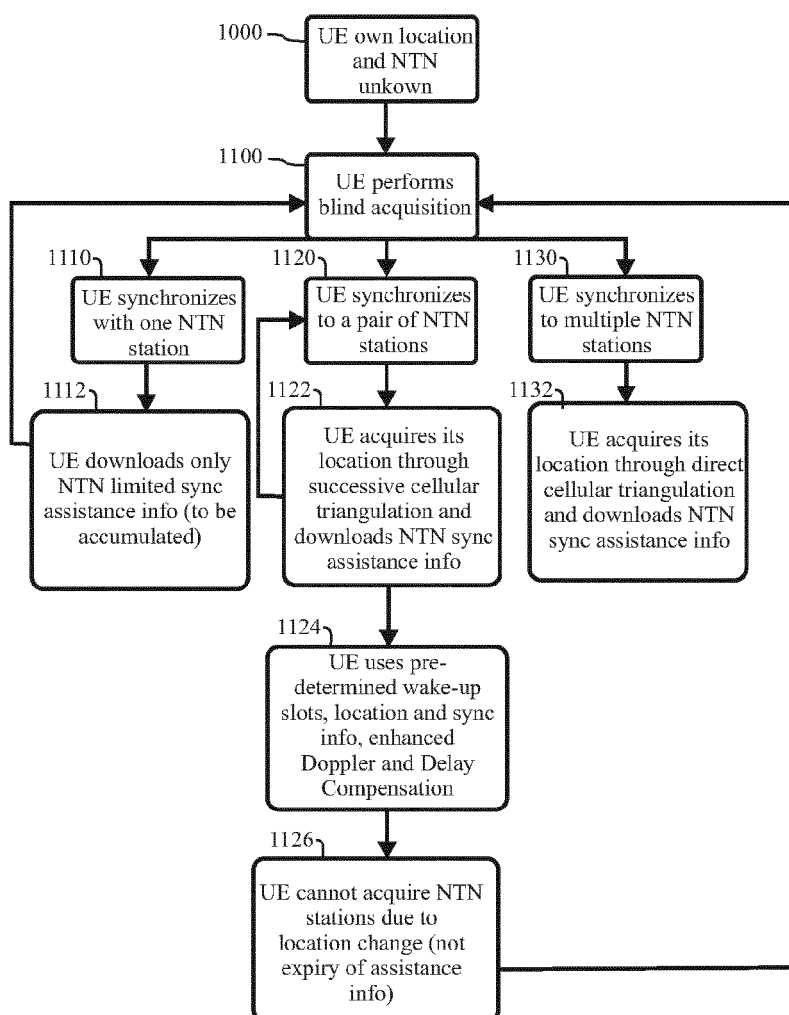 1000
UE own location
and NTN
unkown
1100
UE performs
blind acquisition
1110
UE synchronizes
with one NTN
station
1120
UE synchronizes
to a pair of NTN
stations
1130
UE synchronizes
to multiple NTN
stations
1112
UE downloads only
NTN limited sync
assistance info (to be
accumulated)
1122
UE acquires its
location through
successive cellular
triangulation and
downloads NTN sync
assistance info
1132
UE acquires its
location through direct
cellular triangulation
and downloads NTN
sync assistance info
1124
UE uses pre-
determined wake-up
slots, location and sync
info, enhanced
Doppler and Delay
Compensation
1126
UE cannot acquire NTN
stations due to
location change (not
expiry of assistance
info)